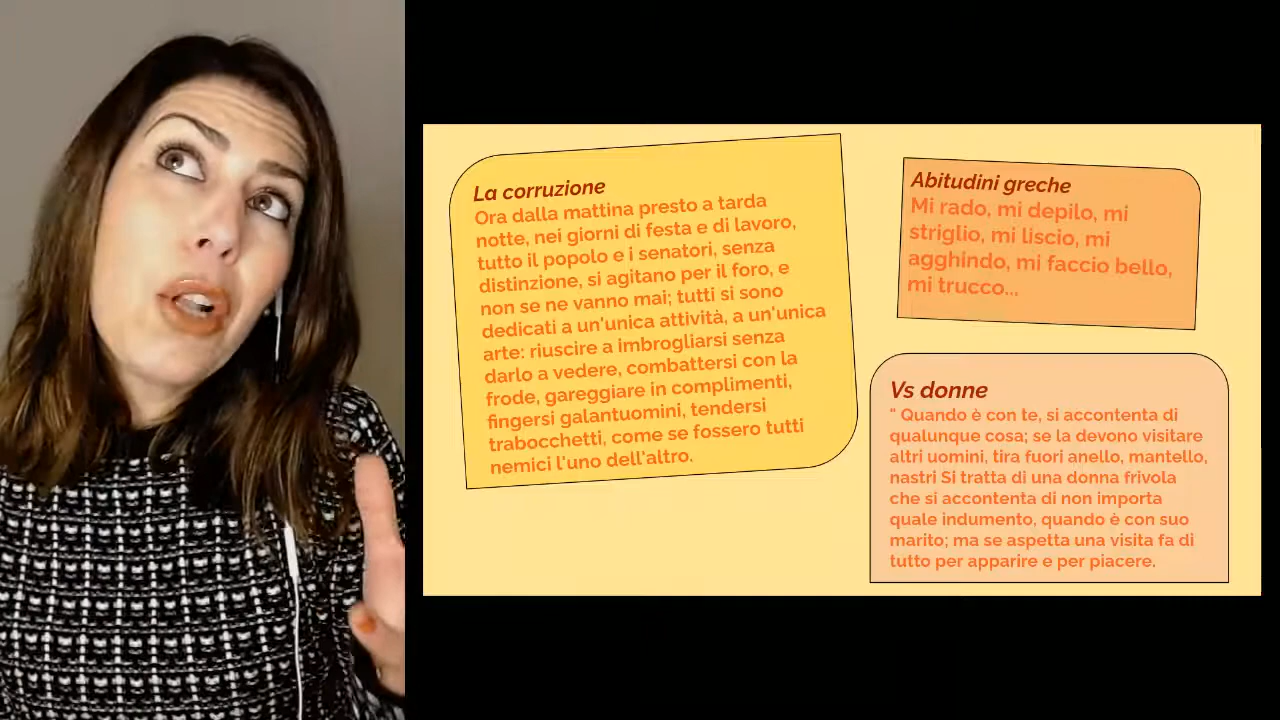 La corruzione
Ora dalla mattina presto a tarda
notte, nei giorni di festa e di lavoro,
tutto il popolo e i senatori, senza
distinzione, si agitano per il foro, e
non se ne vanno mai; tutti si sono
dedicati a un'unica attività, a un'unica
arte: riuscire a imbrogliarsi senza
darlo a vedere, combattersi con la
frode, gareggiare in complimenti,
fingersi galantuomini, tendersi
trabocchetti, come se fossero tutti
nemici l'uno dell'altro.
Abitudini greche
Mi rado, mi depilo, mi
striglio, mi liscio, mi
agghindo, mi faccio bello,
mi trucco...
Vs donne
“ Quando è con te, si accontenta di
qualunque cosa; se la devono visitare
altri uomini, tira fuori anello, mantello,
nastri Si tratta di una donna frivola
che si accontenta di non importa
quale indumento, quando è con suo
marito; ma se aspetta una visita fa di
tutto per apparire e per piacere.